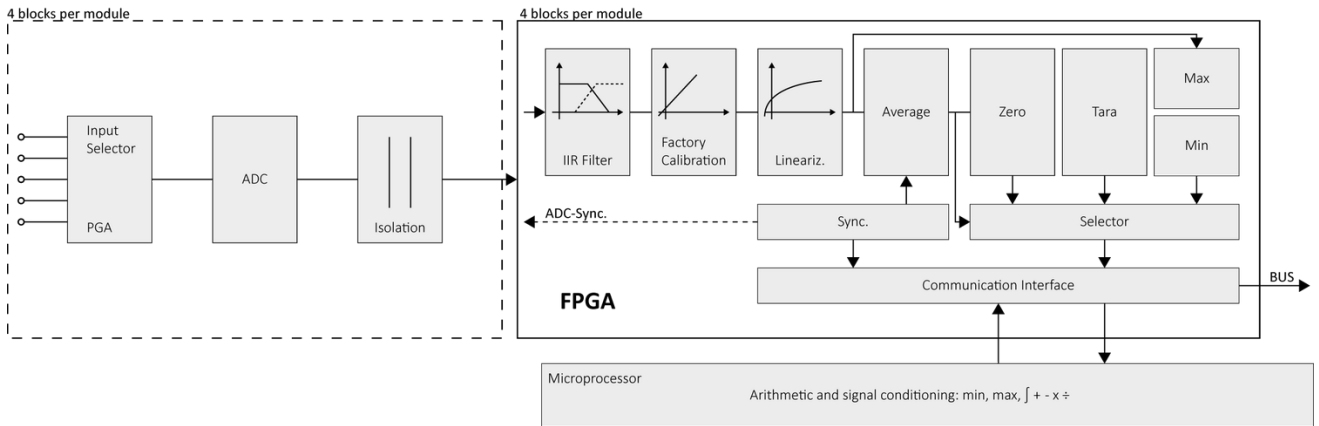 4 blocks per module
Input
Selector
PGA
ADC
Isolation
4 blocks per module
IIR Filter
Factory
Calibration
Lineariz.
Average
Zero
Tara
Max
Min
ADC-Sync.
Sync.
Selector
Communication Interface
BUS
FPGA
Microprocessor
Arithmetic and signal conditioning: min, max, ∫ + - x ÷